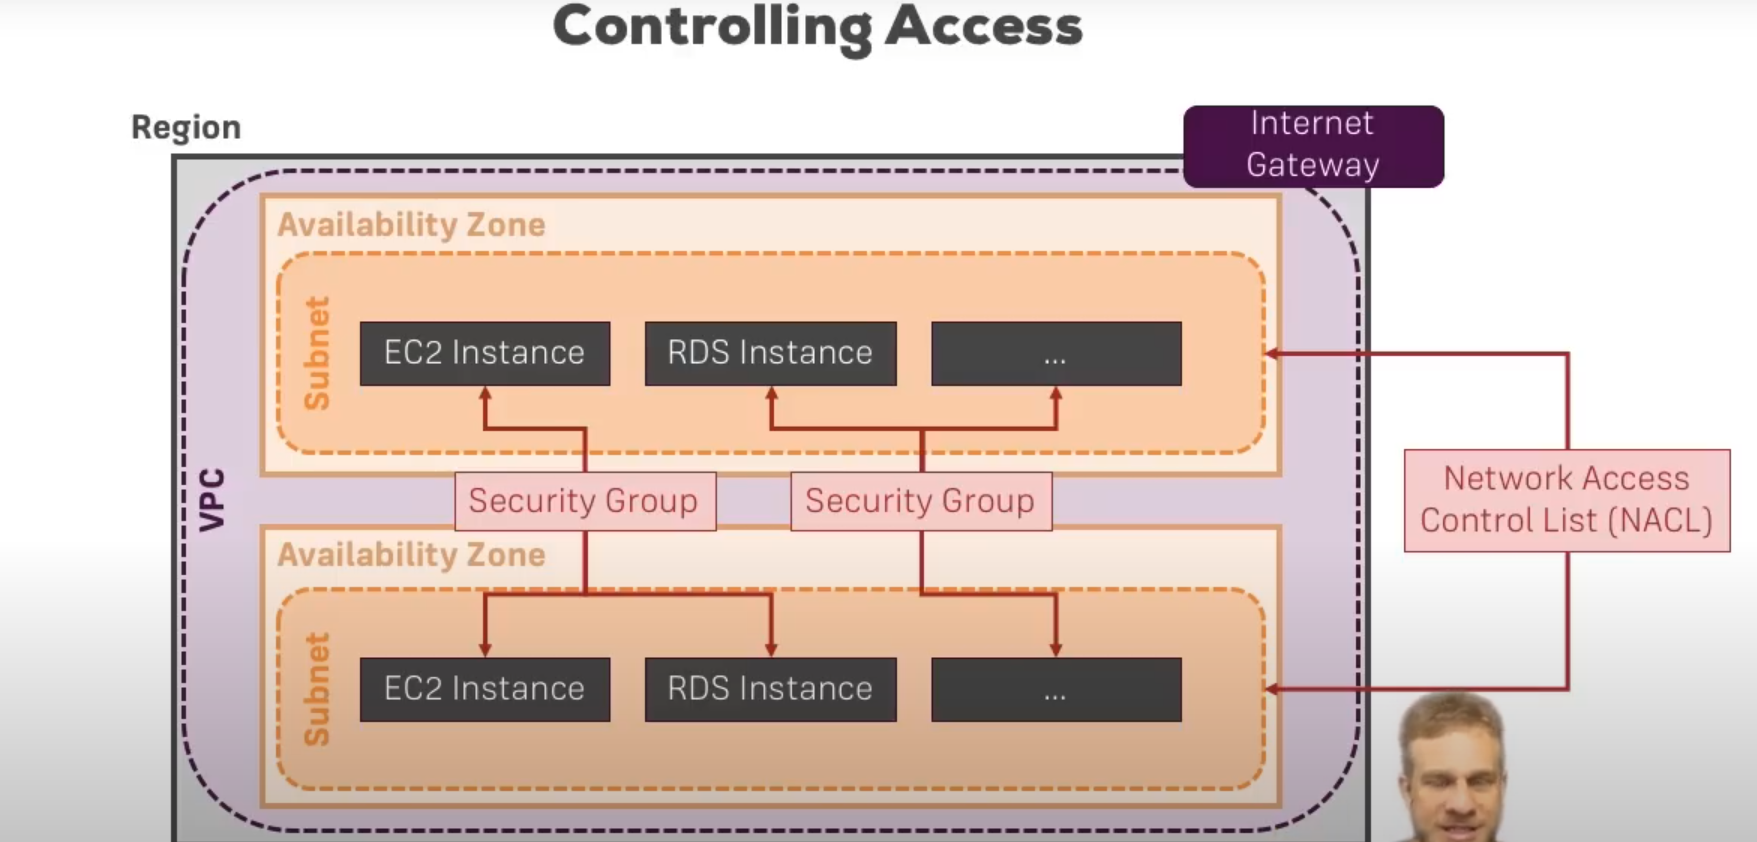 Controlling Access
Region
Internet
Gateway
Availability Zone
Subnet
EC2 Instance
RDS Instance
...
VPC
Security Group
Security Group
Network Access
Control List (NACL)
Availability Zone
Subnet
EC2 Instance
RDS Instance
...